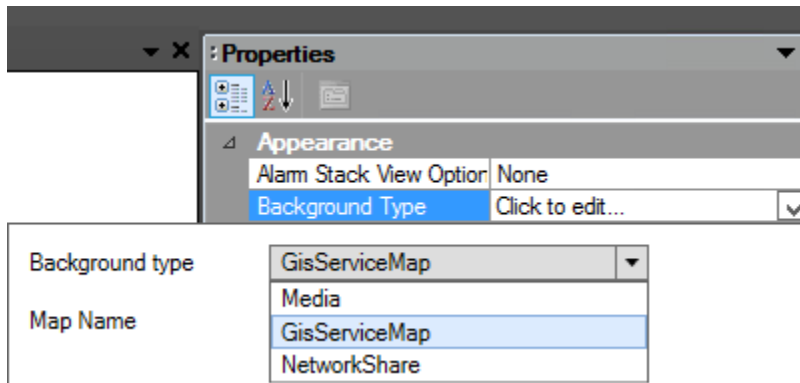 Properties
Appearance
Alarm Stack View Option None
Background Type Click to edit...
Background type GisServiceMap
Media
Map Name GisServiceMap
NetworkShare